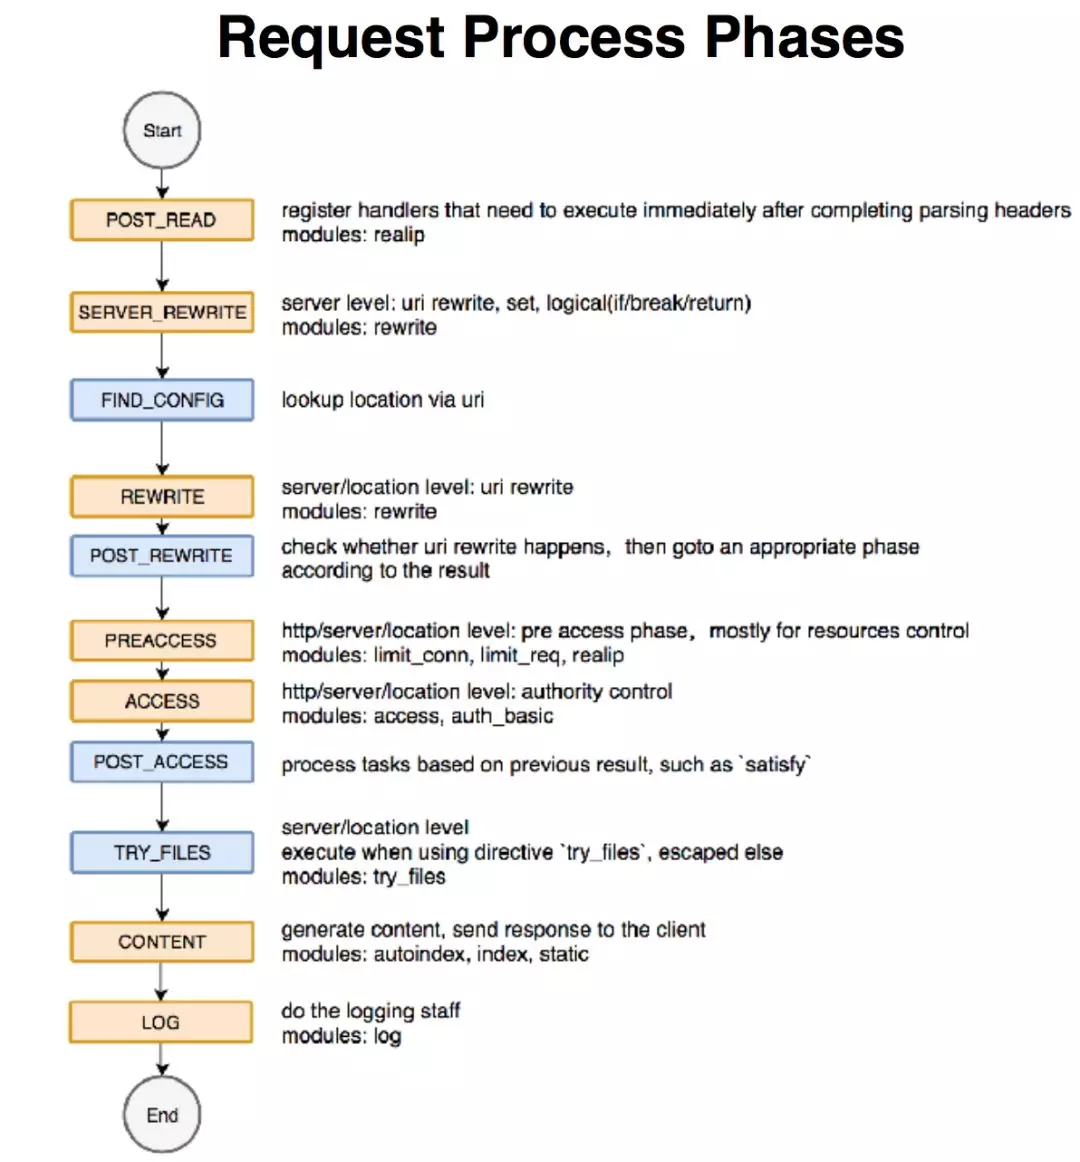 Request Process Phases
Start
POST_READ
register handlers that need to execute immediately after completing parsing headers
modules: realip
SERVER_REWRITE
server level: uri rewrite, set, logical(if/break/return)
modules: rewrite
FIND_CONFIG
lookup location via uri
REWRITE
server/location level: uri rewrite
modules: rewrite
POST_REWRITE
check whether uri rewrite happens，then goto an appropriate phase
according to the result
PREACCESS
http/server/location level: pre access phase，mostly for resources control
modules: limit_conn, limit_req, realip
ACCESS
http/server/location level: authority control
modules: access, auth_basic
POST_ACCESS
process tasks based on previous result, such as `satisfy`
TRY_FILES
server/location level
execute when using directive `try_files`, escaped else
modules: try_files
CONTENT
generate content, send response to the client
modules: autoindex, index, static
LOG
do the logging staff
modules: log
End